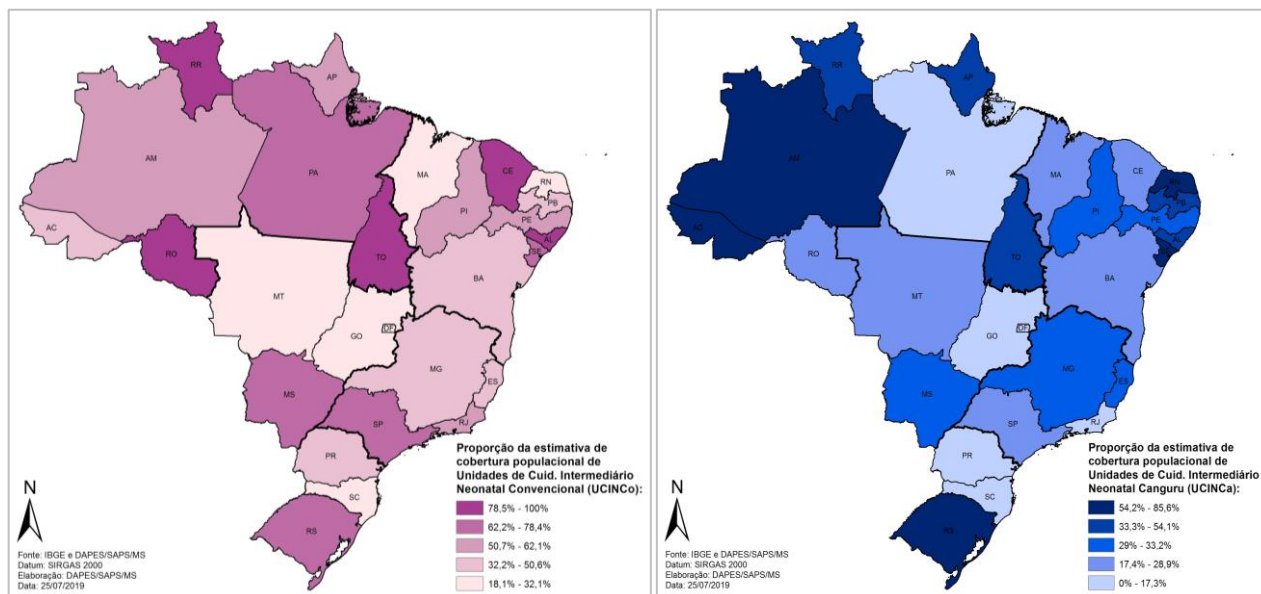 RR
AP
AM
PA
MA
CE
RN
PB
PI
PE
AC
AL
SE
RO
TO
BA
MT
GO
DF
MG
ES
MS
SP
RJ
PR
SC
RS
Proporção da estimativa de
cobertura populacional de
Unidades de Cuid. Intermediário
Neonatal Convencional (UCINCo):
78,5% - 100%
62,2% - 78,4%
50,7% - 62,1%
32,2% - 50,6%
18,1% - 32,1%
N
Fonte: IBGE e DAPES/SAPS/MS
Datum: SIRGAS 2000
Elaboração: DAPES/SAPS/MS
Data: 25/07/2019
RR
AP
AM
PA
MA
CE
RN
PB
PI
PE
AC
AL
RO
TO
BA
MT
GO
DF
MG
ES
MS
SP
RJ
PR
SC
RS
Proporção da estimativa de
cobertura populacional de
Unidades de Cuid. Intermediário
Neonatal Canguru (UCINCa):
54,2% - 85,6%
33,3% - 54,1%
29% - 33,2%
17,4% - 28,9%
0% - 17,3%
N
Fonte: IBGE e DAPES/SAPS/MS
Datum: SIRGAS 2000
Elaboração: DAPES/SAPS/MS
Data: 25/07/2019